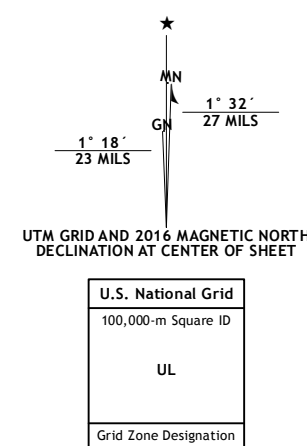 MN
1° 32´
27 MILS
GN
1° 18´
23 MILS
UTM GRID AND 2016 MAGNETIC NORTH
DECLINATION AT CENTER OF SHEET
U.S. National Grid
100,000-m Square ID
UL
Grid Zone Designation